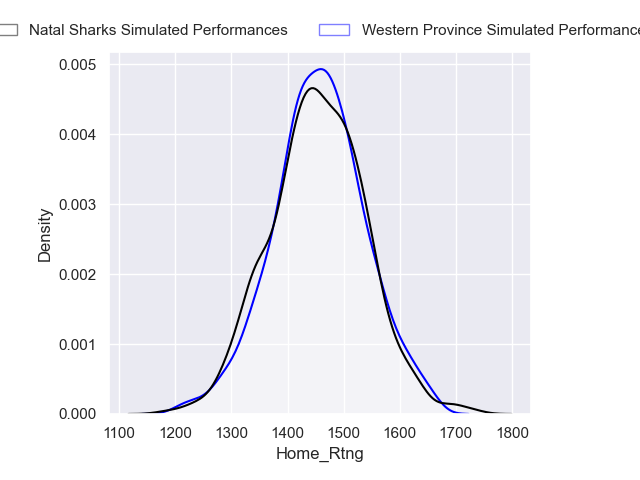 Natal Sharks Simulated Performances Western Province Simulated Performance
0.005
0.004
0.003
0.002
0.001
0.000
Density
1100 1200 1300 1400 1500 1600 1700 1800
Home_Rtng